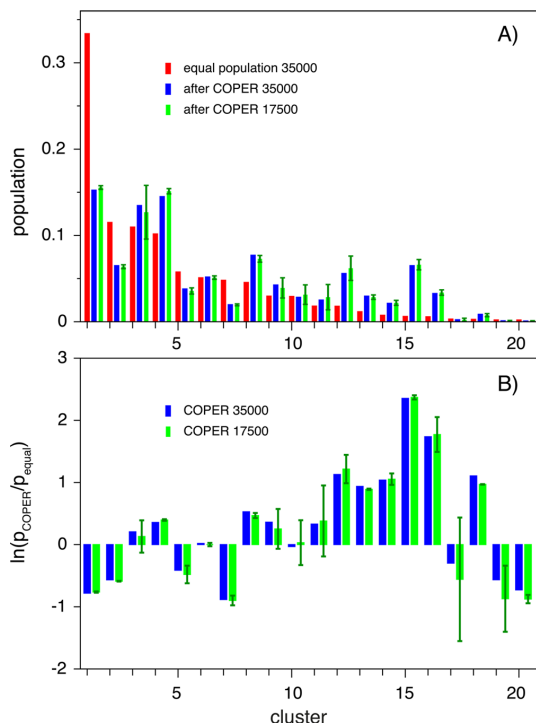 A)
equal population 35000
after COPER 35000
after COPER 17500
population
0.3
0.2
0.1
0
5
10
15
20
B)
COPER 35000
COPER 17500
ln(pCOPER/pequal)
3
2
1
0
-1
-2
5
10
15
20
cluster